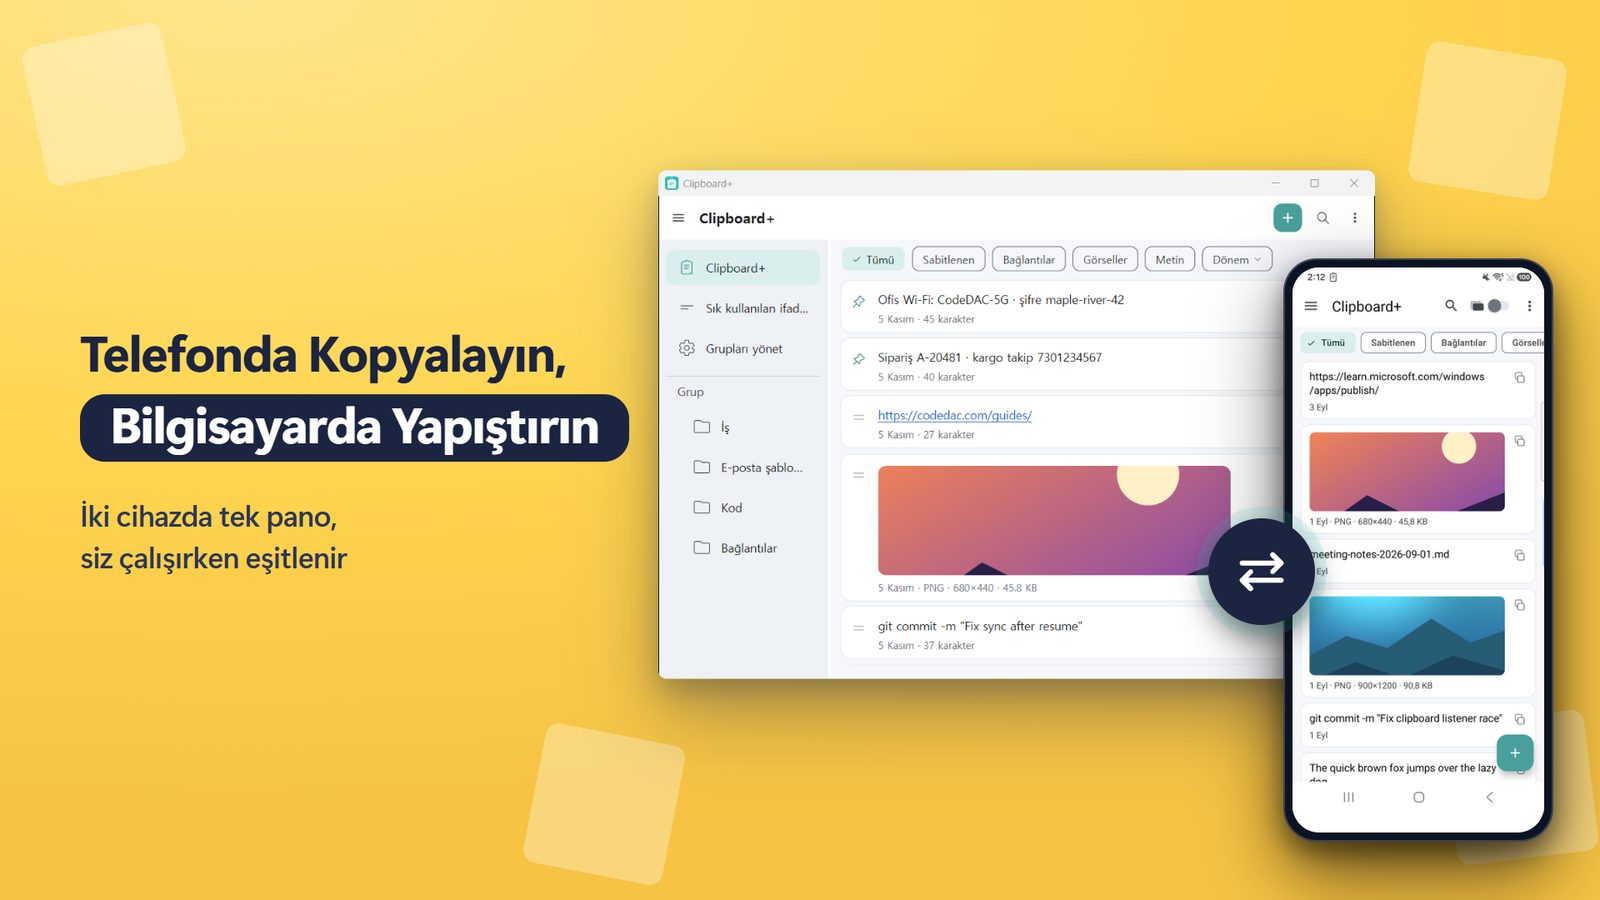 Telefonda Kopyalayın,
Bilgisayarda Yapıştırın
İki cihazda tek pano,
siz çalışırken eşitlenir
Clipboard+
Clipboard+
Clipboard+
Sık kullanılan ifad...
Grupları yönet
Grup
İş
E-posta şablo...
Kod
Bağlantılar
Tümü Sabitlenen Bağlantılar Görseller Metin Dönem
Ofis Wi-Fi: CodeDAC-5G · şifre maple-river-42
5 Kasım · 45 karakter
Sipariş A-20481 · kargo takip 7301234567
5 Kasım · 40 karakter
https://codedac.com/guides/
5 Kasım · 27 karakter
5 Kasım · PNG · 680×440 · 45.8 KB
git commit -m "Fix sync after resume"
5 Kasım · 37 karakter
2:12 100
Clipboard+
Tümü Sabitlenen Bağlantılar
https://learn.microsoft.com/windows
/apps/publish/
3 Eyl
1 Eyl · PNG · 680×440 · 45,8 KB
meeting-notes-2026-09-01.md
Eyl
1 Eyl · PNG · 900×1200 · 90,8 KB
git commit -m "Fix clipboard listener race"
1 Eyl
The quick brown fox jumps over the lazy